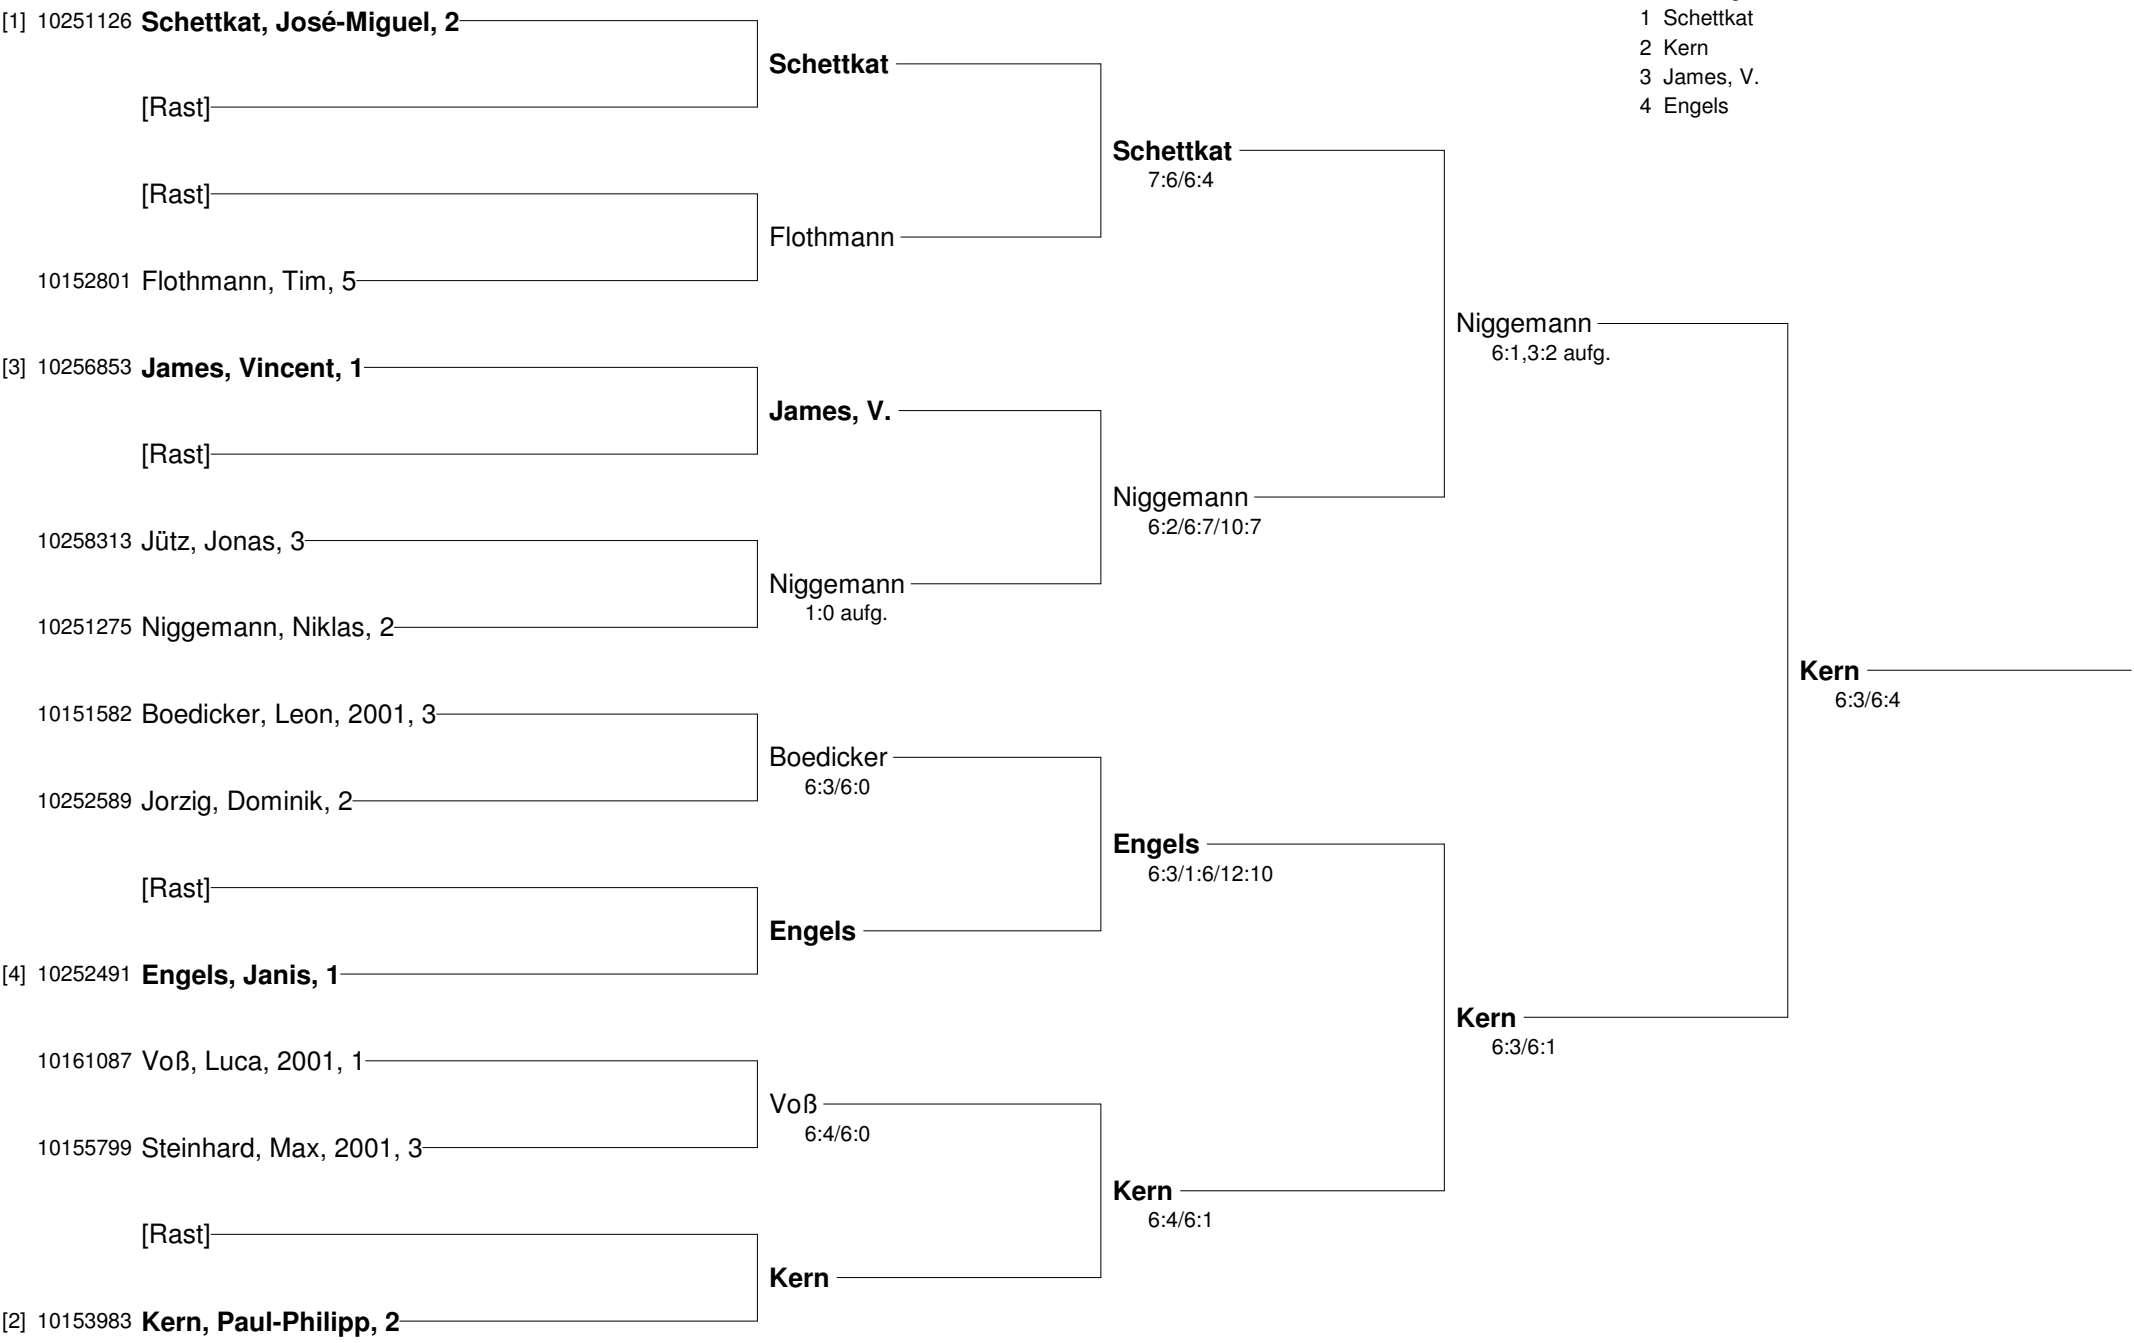 [1] 10251126 Schettkat, José-Miguel, 2
[Rast]
Schettkat
[Rast]
10152801 Flothmann, Tim, 5
Flothmann
Schettkat
7:6/6:4
[3] 10256853 James, Vincent, 1
[Rast]
James, V.
10258313 Jütz, Jonas, 3
10251275 Niggemann, Niklas, 2
Niggemann
1:0 aufg.
Niggemann
6:2/6:7/10:7
Niggemann
6:1,3:2 aufg.
10151582 Boedicker, Leon, 2001, 3
10252589 Jorzig, Dominik, 2
Boedicker
6:3/6:0
[Rast]
[4] 10252491 Engels, Janis, 1
Engels
Engels
6:3/1:6/12:10
10161087 Voß, Luca, 2001, 1
10155799 Steinhard, Max, 2001, 3
Voß
6:4/6:0
[Rast]
[2] 10153983 Kern, Paul-Philipp, 2
Kern
Kern
6:4/6:1
Kern
6:3/6:1
Kern
6:3/6:4
1 Schettkat
2 Kern
3 James, V.
4 Engels